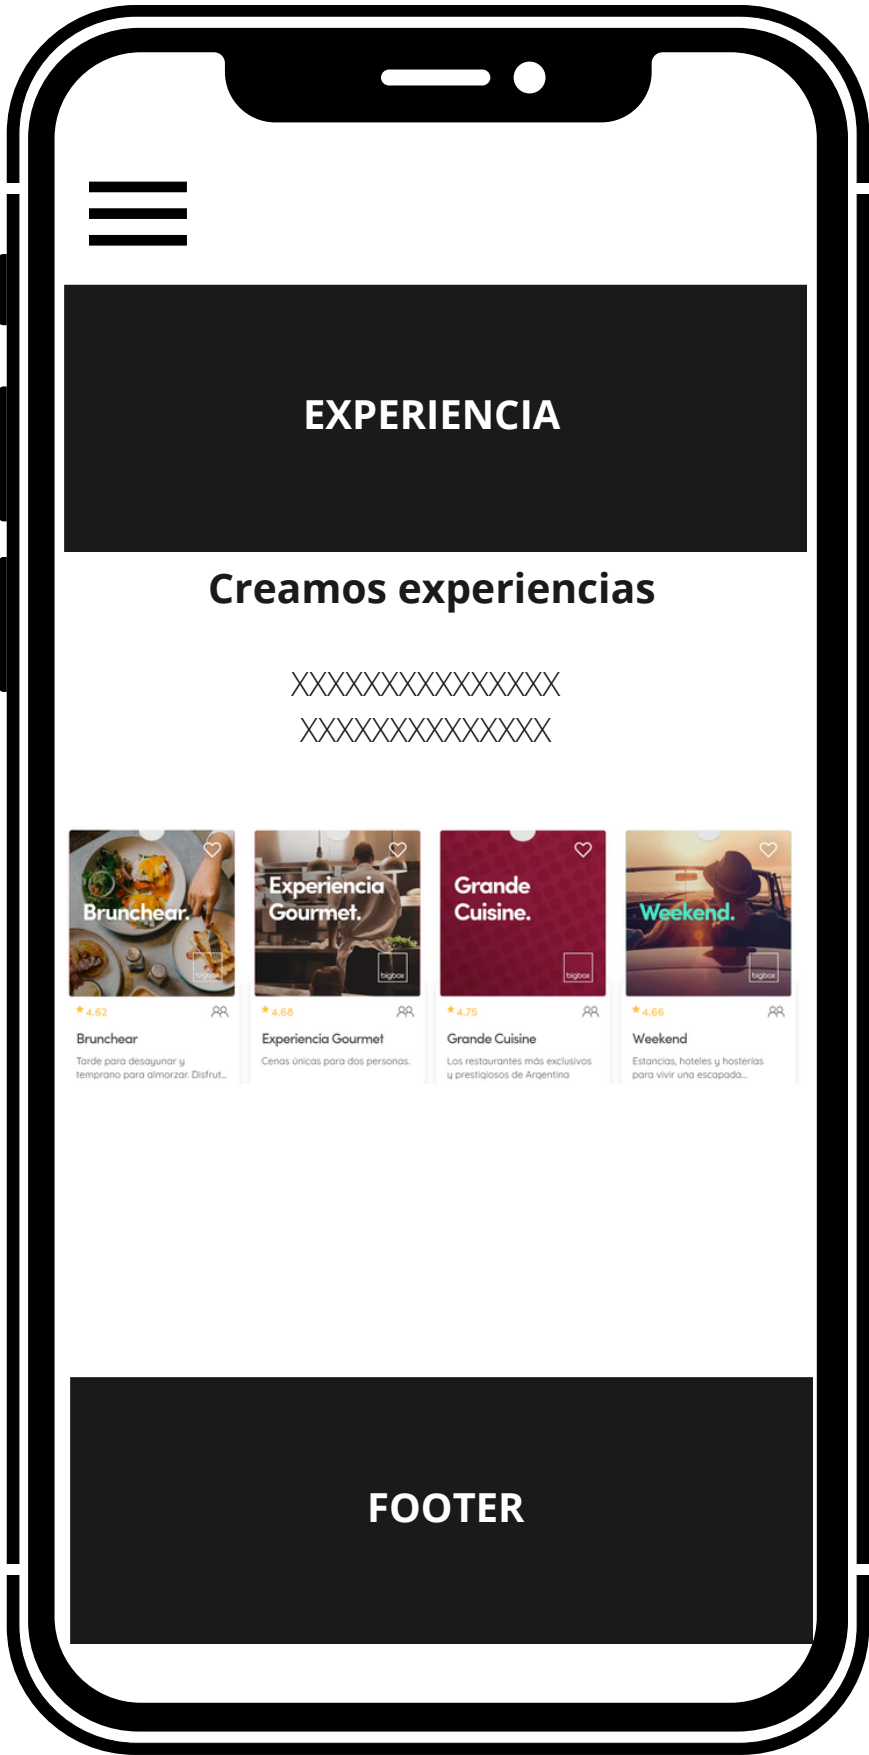 EXPERIENCIA
Creamos experiencias
XXXXXXXXXXXXXXX
XXXXXXXXXXXXXX
Brunchear.
bigbox
Experiencia
Gourmet.
bigbox
Grande
Cuisine.
bigbox
Weekend.
bigbox
4.62
4.68
4.75
4.66
Brunchear
Experiencia Gourmet
Grande Cuisine
Weekend
Tarde para desayunar y
temprano para almorzar. Disfrut...
Cenas únicas para dos personas.
Los restaurantes más exclusivos
y prestigiosos de Argentina
Estancias, hoteles y hosterías
para vivir una escapada...
FOOTER